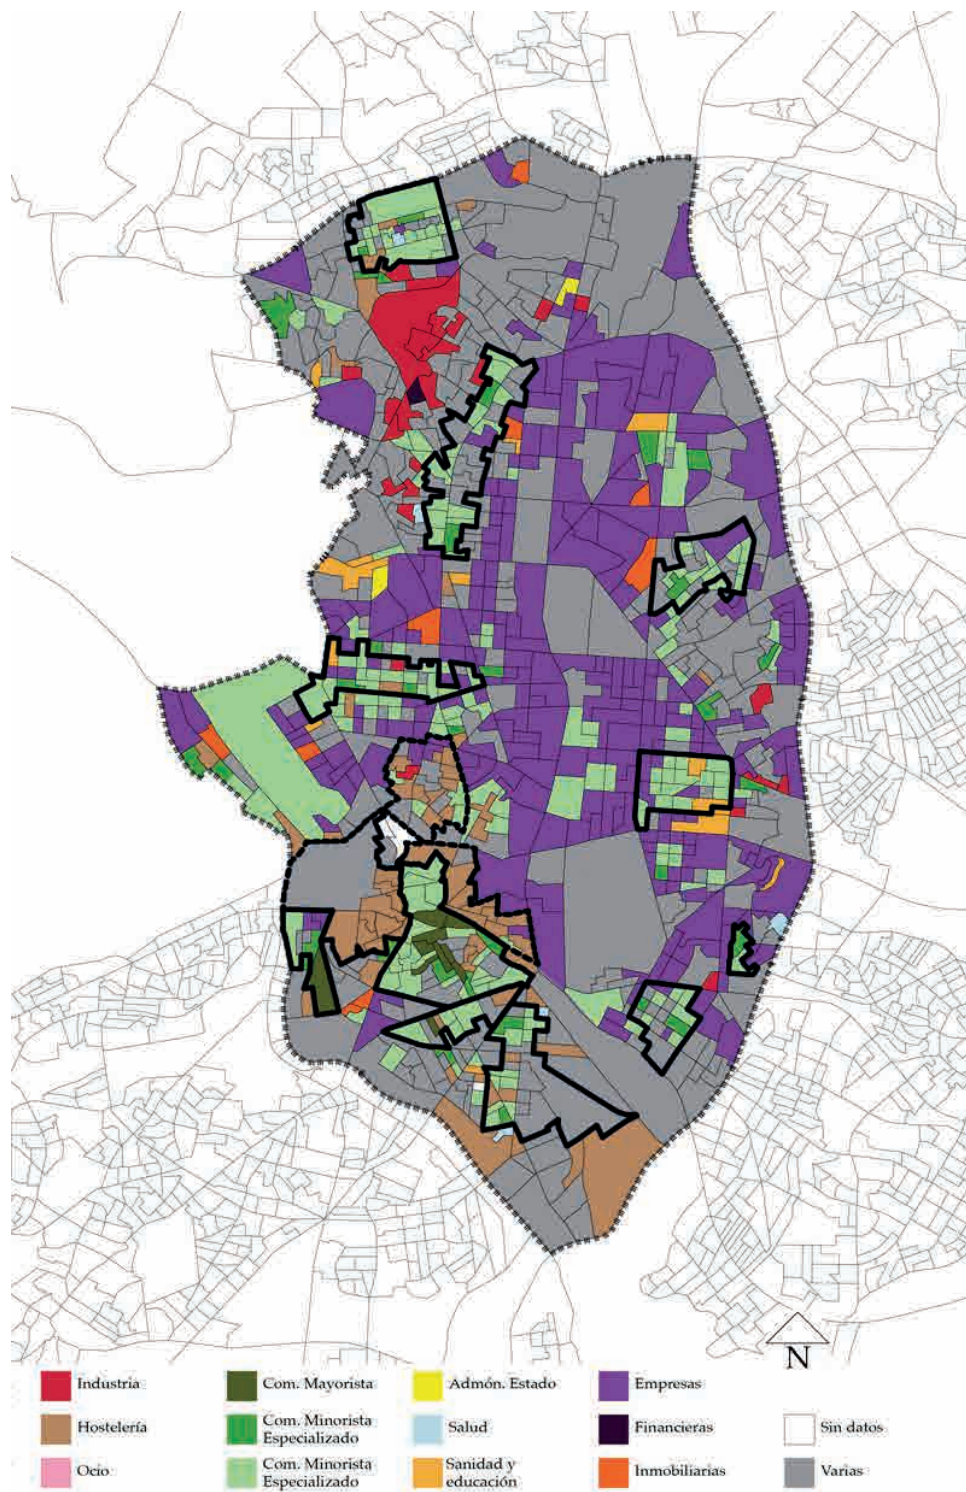 N
Industria
Com. Mayorista
Admón. Estado
Empresas
Hostelería
Com. Minorista
Especializado
Salud
Financieras
Sin datos
Ocio
Com. Minorista
Especializado
Sanidad y
educación
Inmobiliarias
Varias